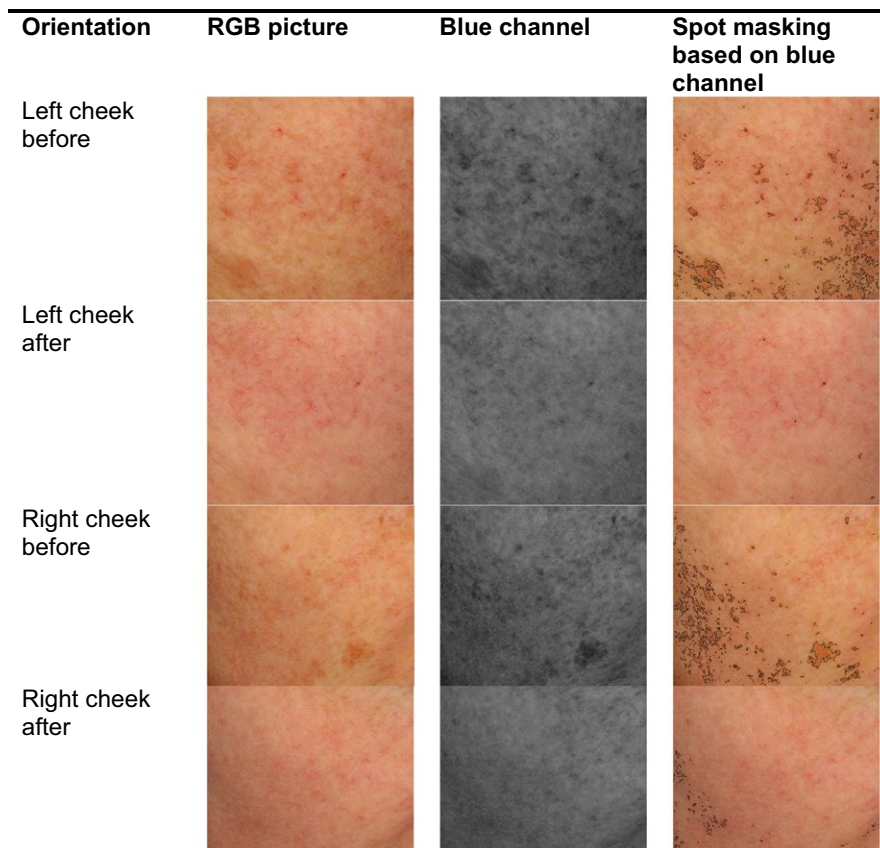 Orientation RGB picture Blue channel Spot masking
based on blue
channel
Left cheek
before
Left cheek
after
Right cheek
before
Right cheek
after